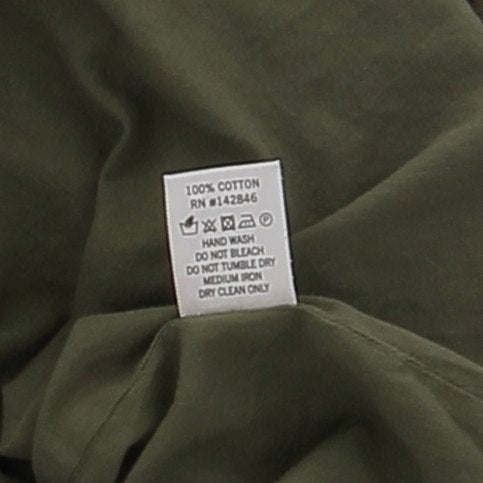 100% COTTON
RN #142846
HAND WASH
DO NOT BLEACH
DO NOT TUMBLE DRY
MEDIUM IRON
DRY CLEAN ONLY